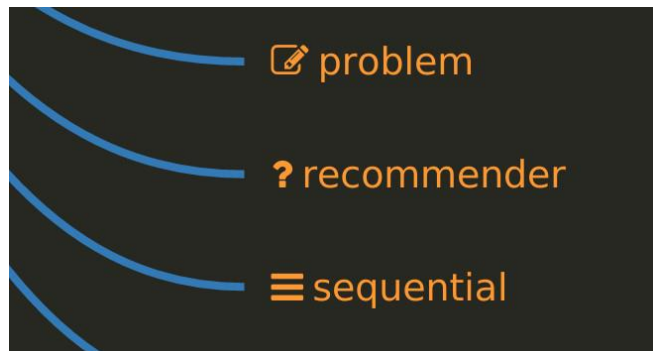 problem
? recommender
sequential